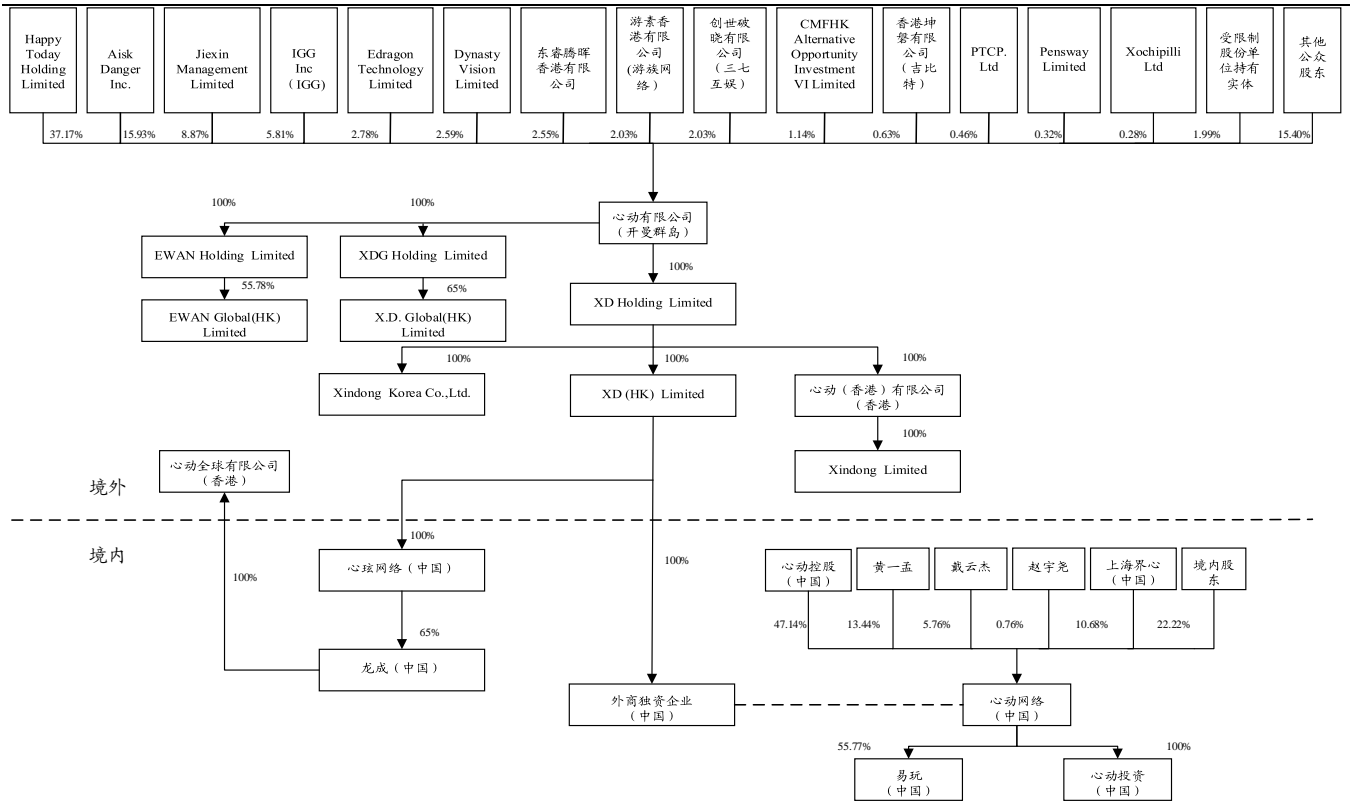 Happy
Today
Holding
Limited
Aisk
Danger
Inc.
Jiexin
Management
Limited
IGG
Inc
（IGG）
Edragon
Technology
Limited
Dynasty
Vision
Limited
东睿腾晖
香港有限
公司
游素香
港有限
公司
(游族网
络)
创世破
晓有限
公司
（三七
互娱）
CMFHK
Alternative
Opportunity
Investment
VI Limited
香港坤
磐有限
公司
（吉比
特）
PTCP.
Ltd
Pensway
Limited
Xochipilli
Ltd
受限制
股份单
位持有
实体
其他
公众
股东
37.17%
15.93%
8.87%
5.81%
2.78%
2.59%
2.55%
2.03%
2.03%
1.14%
0.63%
0.46%
0.32%
0.28%
1.99%
15.40%
100%
100%
心动有限公司
（开曼群岛）
EWAN Holding Limited
XDG Holding Limited
100%
55.78%
65%
XD Holding Limited
EWAN Global(HK)
Limited
X.D. Global(HK)
Limited
100%
100%
100%
Xindong Korea Co.,Ltd.
XD (HK) Limited
心动（香港）有限公司
（香港）
100%
心动全球有限公司
（香港）
Xindong Limited
境外
境内
100%
100%
100%
心玹网络（中国）
心动控股
（中国）
黄一孟
戴云杰
赵宇尧
上海界心
（中国）
境内股
东
47.14%
13.44%
5.76%
0.76%
10.68%
22.22%
65%
龙成（中国）
外商独资企业
（中国）
心动网络
（中国）
55.77%
100%
易玩
（中国）
心动投资
（中国）